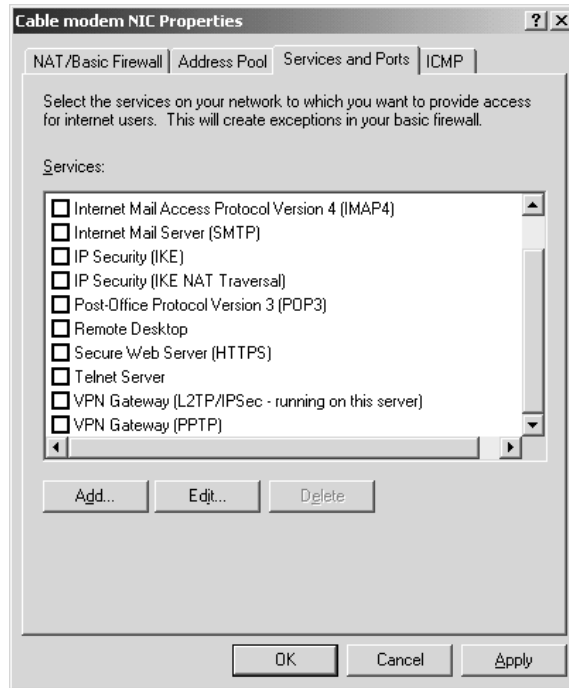 Cable modem NIC Properties
NAT/Basic Firewall Address Pool Services and Ports ICMP
Select the services on your network to which you want to provide access
for internet users. This will create exceptions in your basic firewall.
Services:
Internet Mail Access Protocol Version 4 (IMAP4)
Internet Mail Server (SMTP)
IP Security (IKE)
IP Security (IKE NAT Traversal)
Post-Office Protocol Version 3 (POP3)
Remote Desktop
Secure Web Server (HTTPS)
Telnet Server
VPN Gateway (L2TP/IPSec - running on this server)
VPN Gateway (PPTP)
Add... Edit... Delete
OK Cancel Apply